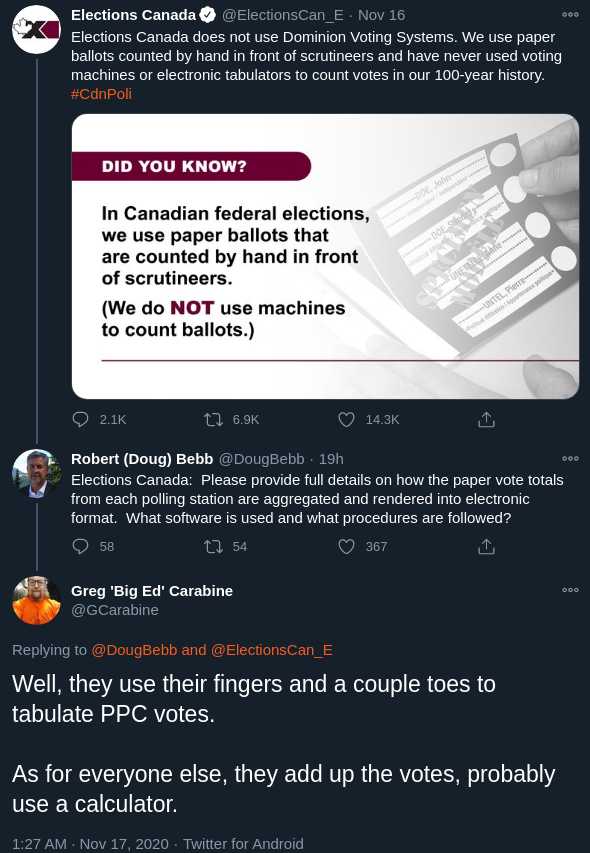 Elections Canada @ElectionsCan_E · Nov 16
Elections Canada does not use Dominion Voting Systems. We use paper
ballots counted by hand in front of scrutineers and have never used voting
machines or electronic tabulators to count votes in our 100-year history.
#CdnPoli
DID YOU KNOW?
In Canadian federal elections,
we use paper ballots that
are counted by hand in front
of scrutineers.
(We do NOT use machines
to count ballots.)
DOE, John
Independent / Indépendant
DOE,
UNTEL, Pierre
Political Affiliation / Appartenance politique
2.1K 6.9K 14.3K
Robert (Doug) Bebb @DougBebb · 19h
Elections Canada:  Please provide full details on how the paper vote totals
from each polling station are aggregated and rendered into electronic
format.  What software is used and what procedures are followed?
58 54 367
Greg 'Big Ed' Carabine
@GCarabine
Replying to @DougBebb and @ElectionsCan_E
Well, they use their fingers and a couple toes to
tabulate PPC votes.
As for everyone else, they add up the votes, probably
use a calculator.
1:27 AM · Nov 17, 2020 · Twitter for Android